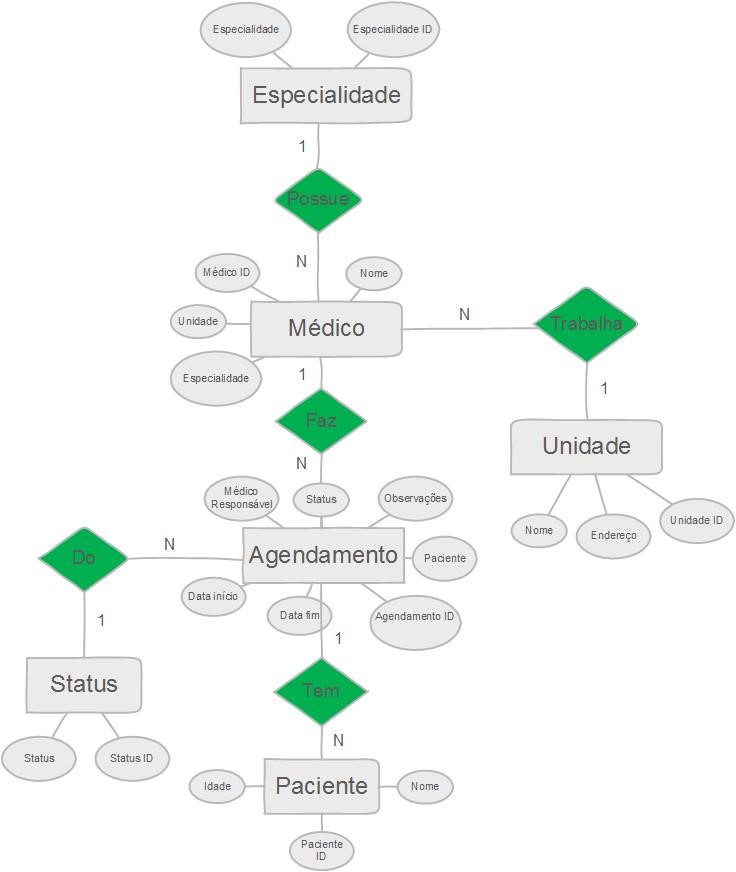 Especialidade
Especialidade ID
Especialidade
1
Possue
N
Médico ID
Nome
Unidade
Médico
N
Trabalha
Especialidade
1
1
Faz
Unidade
N
Médico
Responsável
Status
Observações
Nome
Endereço
Unidade ID
Do
N
Agendamento
Paciente
Data início
Data fim
Agendamento ID
1
1
Status
Tem
N
Status
Status ID
Idade
Paciente
Nome
Paciente
ID